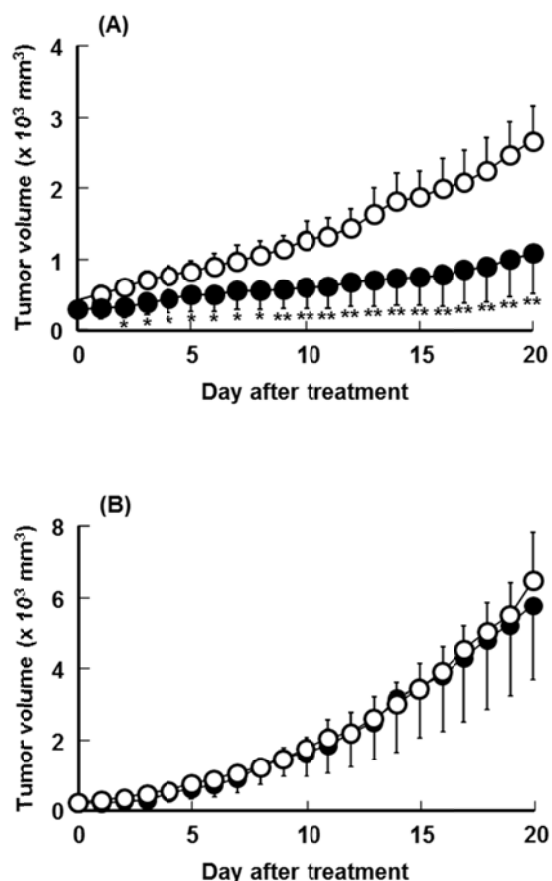 (A)
Tumor volume (x 10³ mm³)
4
3
2
1
0
* * * * * * * ** ** ** ** ** ** ** ** ** ** ** **
0 5 10 15 20
Day after treatment
(B)
Tumor volume (x 10³ mm³)
8
6
4
2
0
0 5 10 15 20
Day after treatment